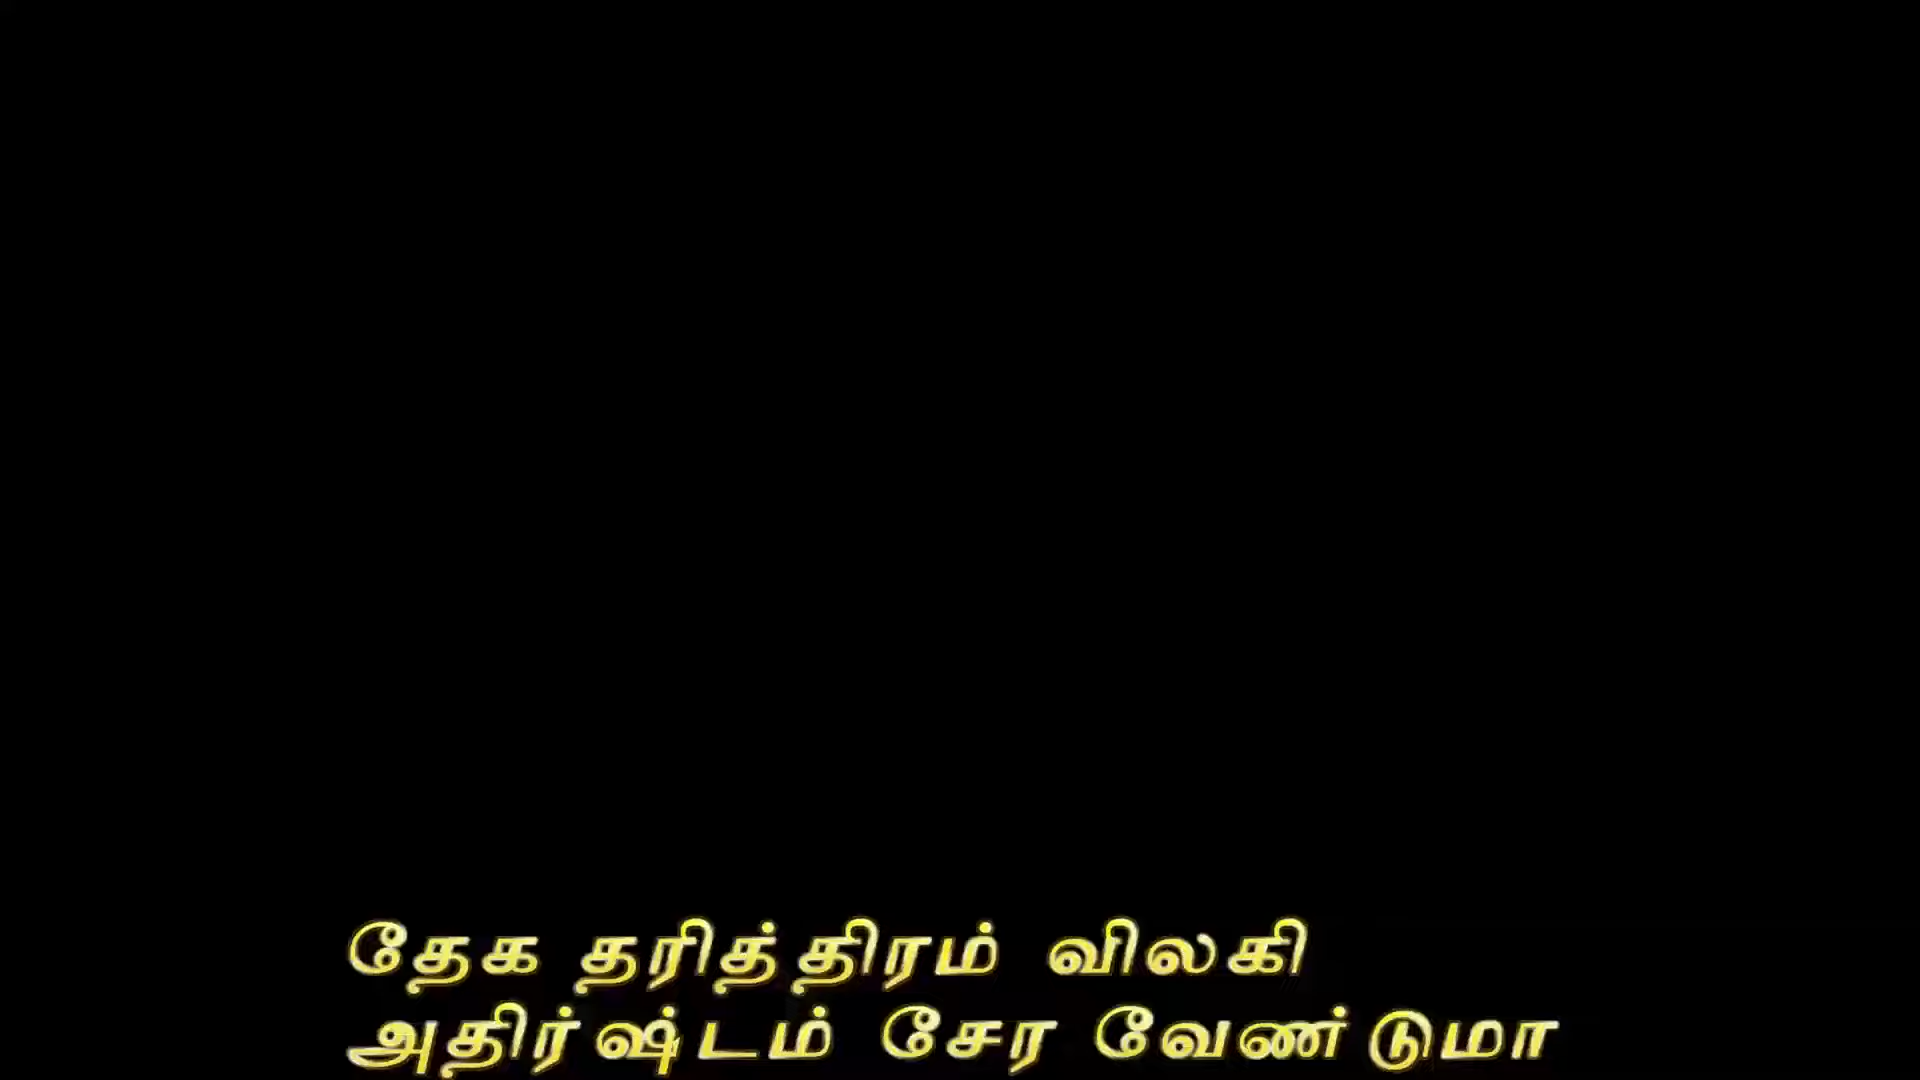 தேக தரித்திரம் விலகி
அதிர்ஷ்டம் சேர வேண்டுமா